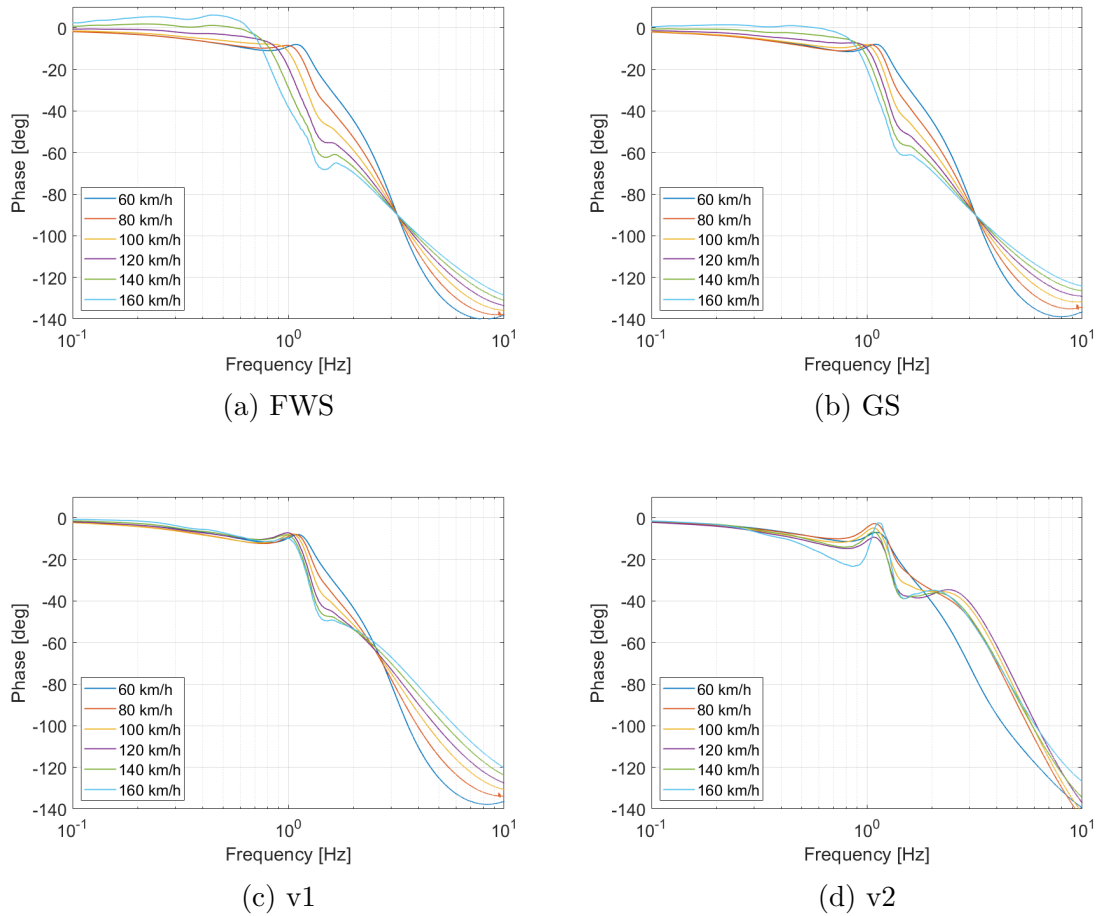 0
-20
-40
-60
-80
-100
-120
-140
Phase [deg]
60 km/h
80 km/h
100 km/h
120 km/h
140 km/h
160 km/h
10^-1
10^0
10^1
Frequency [Hz]
(a) FWS
0
-20
-40
-60
-80
-100
-120
-140
Phase [deg]
60 km/h
80 km/h
100 km/h
120 km/h
140 km/h
160 km/h
10^-1
10^0
10^1
Frequency [Hz]
(b) GS
0
-20
-40
-60
-80
-100
-120
-140
Phase [deg]
60 km/h
80 km/h
100 km/h
120 km/h
140 km/h
160 km/h
10^-1
10^0
10^1
Frequency [Hz]
(c) v1
0
-20
-40
-60
-80
-100
-120
-140
Phase [deg]
60 km/h
80 km/h
100 km/h
120 km/h
140 km/h
160 km/h
10^-1
10^0
10^1
Frequency [Hz]
(d) v2